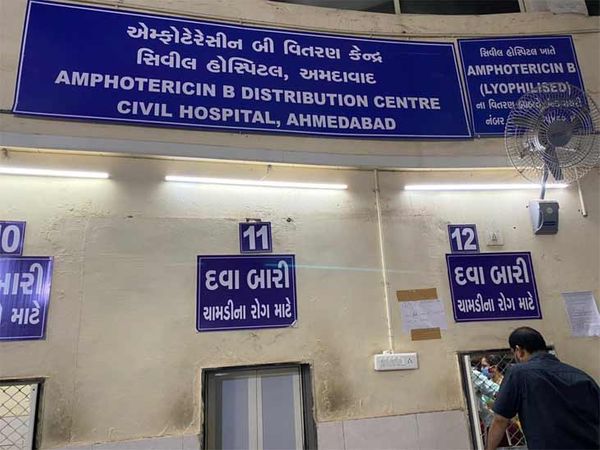 એમ્ફોટેરેસીન બી વિતરણ કેન્દ્ર
સિવીલ હોસ્પિટલ, અમદાવાદ
AMPHOTERICIN B DISTRIBUTION CENTRE
CIVIL HOSPITAL, AHMEDABAD
સિવીલ હોસ્પિટલ ખાતે
AMPHOTERICIN B
(LYOPHILISED)
ના વિતરણ
નંબર
10
બારી
માટે
11
દવા બારી
ચામડીના રોગ માટે
12
દવા બારી
ચામડીના રોગ માટે